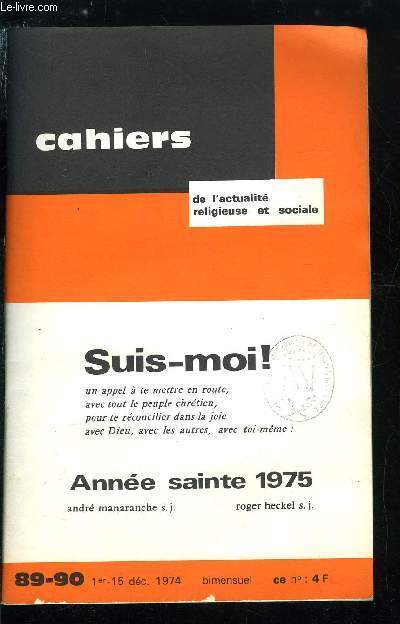 Le-livre.com
cahiers
de l'actualité
religieuse et sociale
Suis-moi!
un appel à te mettre en route,
avec tout le peuple chrétien,
pour te réconcilier dans la joie
avec Dieu, avec les autres, avec toi-même :
Année sainte 1975
andré manaranche s.j. roger heckel s.j.
89-90 1er-15 déc. 1974 bimensuel ce n° : 4 F